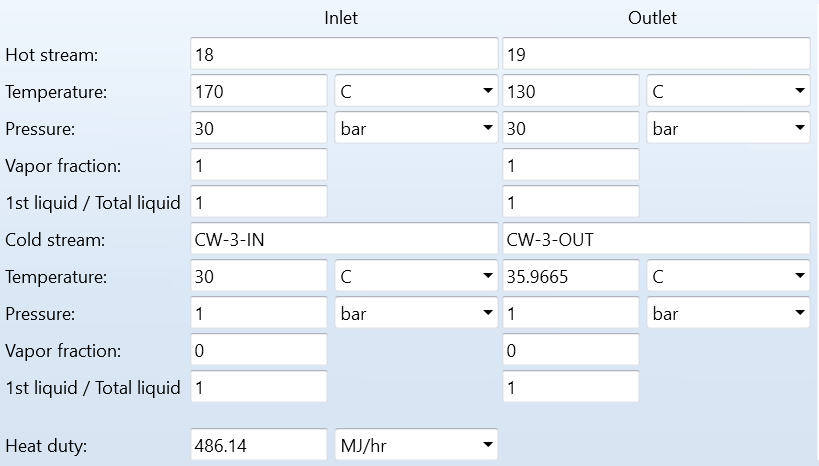 Inlet Outlet
Hot stream: 18 19
Temperature: 170 C 130 C
Pressure: 30 bar 30 bar
Vapor fraction: 1 1
1st liquid / Total liquid 1 1
Cold stream: CW-3-IN CW-3-OUT
Temperature: 30 C 35.9665 C
Pressure: 1 bar 1 bar
Vapor fraction: 0 0
1st liquid / Total liquid 1 1
Heat duty: 486.14 MJ/hr